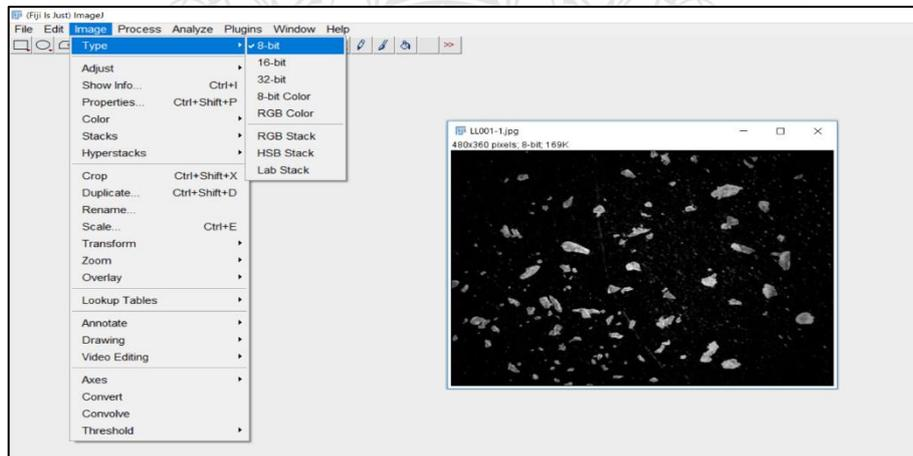 (Fiji Is Just) ImageJ
File Edit Image Process Analyze Plugins Window Help
>>
Type
8-bit
16-bit
32-bit
8-bit Color
RGB Color
RGB Stack
HSB Stack
Lab Stack
Adjust
Show Info... Ctrl+I
Properties... Ctrl+Shift+P
Color
Stacks
Hyperstacks
Crop Ctrl+Shift+X
Duplicate... Ctrl+Shift+D
Rename...
Scale... Ctrl+E
Transform
Zoom
Overlay
Lookup Tables
Annotate
Drawing
Video Editing
Axes
Convert
Convolve
Threshold
LL001-1.jpg
480x360 pixels; 8-bit; 169K